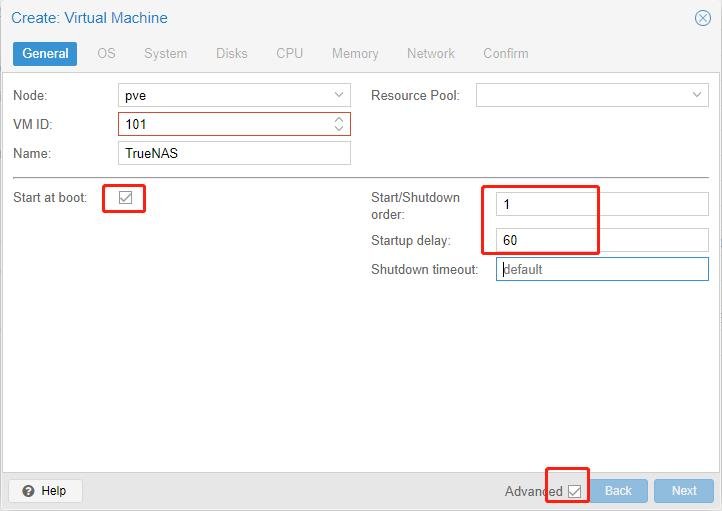 Create: Virtual Machine
General OS System Disks CPU Memory Network Confirm
Node: pve Resource Pool:
VM ID: 101
Name: TrueNAS
Start at boot: Start/Shutdown order: 1
Startup delay: 60
Shutdown timeout: default
Help Advanced Back Next